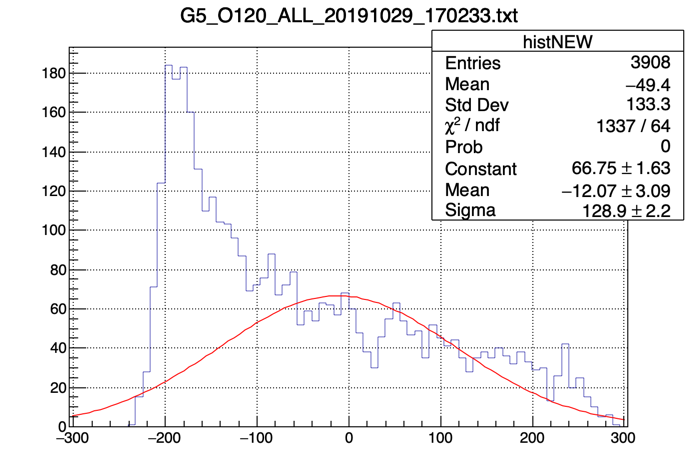 G5_O120_ALL_20191029_170233.txt
histNEW
Entries 3908
Mean −49.4
Std Dev 133.3
χ² / ndf 1337 / 64
Prob 0
Constant 66.75 ± 1.63
Mean −12.07 ± 3.09
Sigma 128.9 ± 2.2
180
160
140
120
100
80
60
40
20
0
−300 −200 −100 0 100 200 300